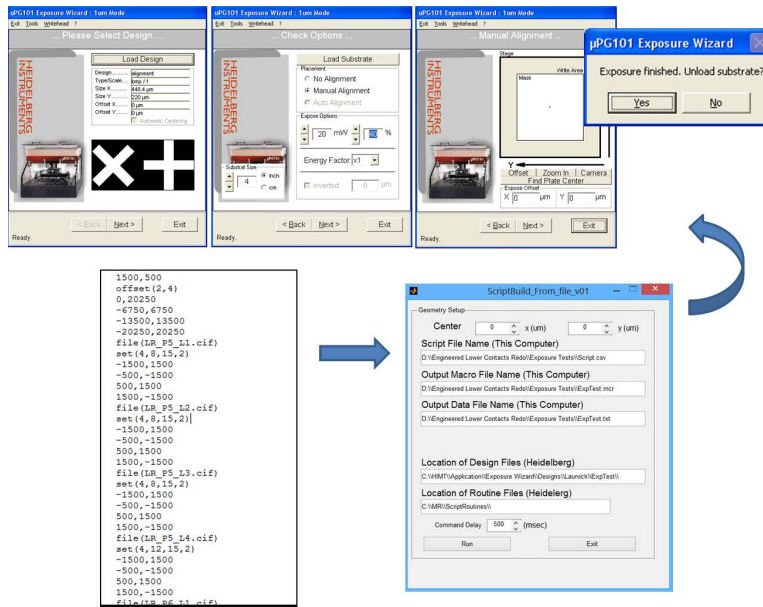 uPG101 Exposure Wizard : 1um Mode
Exit Tools Writehead ?
... Please Select Design ...
HEIDELBERG
INSTRUMENTS
µPG101
Load Design
Design......... alignment
Type/Scale.... bmp / 1
Size X.......... 440.4 µm
Size Y.......... 220 µm
Offset X........ 0 µm
Offset Y........ 0 µm
Automatic Centering
< Back Next > Exit
Ready.
uPG101 Exposure Wizard : 1um Mode
Exit Tools Writehead ?
... Check Options ...
HEIDELBERG
INSTRUMENTS
Load Substrate
Placement
No Alignment
Manual Alignment
Auto Alignment
Expose Options
20 mW 40 %
Energy Factor: x1
inverted 0 µm
Substrat Size
4 Inch
cm
< Back Next > Exit
Ready.
uPG101 Exposure Wizard : 1um Mode
Exit Tools Writehead ?
... Manual Alignment ...
HEIDELBERG
INSTRUMENTS
µPG101
Stage
Write Area
Mask
Y
Offset Zoom In Camera
Find Plate Center
Expose Offset
X 0 µm Y 0 µm
< Back Next > Exit
Ready.
µPG101 Exposure Wizard
Exposure finished. Unload substrate?
Yes No
1500,500
offset(2,4)
0,20250
-6750,6750
-13500,13500
-20250,20250
file(LR_P5_L1.cif)
set(4,8,15,2)
-1500,1500
-500,-1500
500,1500
1500,-1500
file(LR_P5_L2.cif)
set(4,8,15,2)
-1500,1500
-500,-1500
500,1500
1500,-1500
file(LR_P5_L3.cif)
set(4,8,15,2)
-1500,1500
-500,-1500
500,1500
1500,-1500
file(LR_P5_L4.cif)
set(4,12,15,2)
-1500,1500
-500,-1500
500,1500
1500,-1500
file(LR_P6_L1.cif)
ScriptBuild_From_file_v01
Geometry Setup
Center 0 x (um) 0 y (um)
Script File Name (This Computer)
D:\\Engineered Lower Contacts Redo\\Exposure Tests\\Script.csv
Output Macro File Name (This Computer)
D:\\Engineered Lower Contacts Redo\\Exposure Tests\\ExpTest.mcr
Output Data File Name (This Computer)
D:\\Engineered Lower Contacts Redo\\Exposure Tests\\ExpTest.txt
Location of Design Files (Heidelberg)
C:\\HIMT\\Application\\Exposure Wizard\\Designs\\Laurvick\\ExpTest\\
Location of Routine Files (Heidelerg)
C:\\MR\\ScriptRoutines\\
Command Delay 500 (msec)
Run Exit